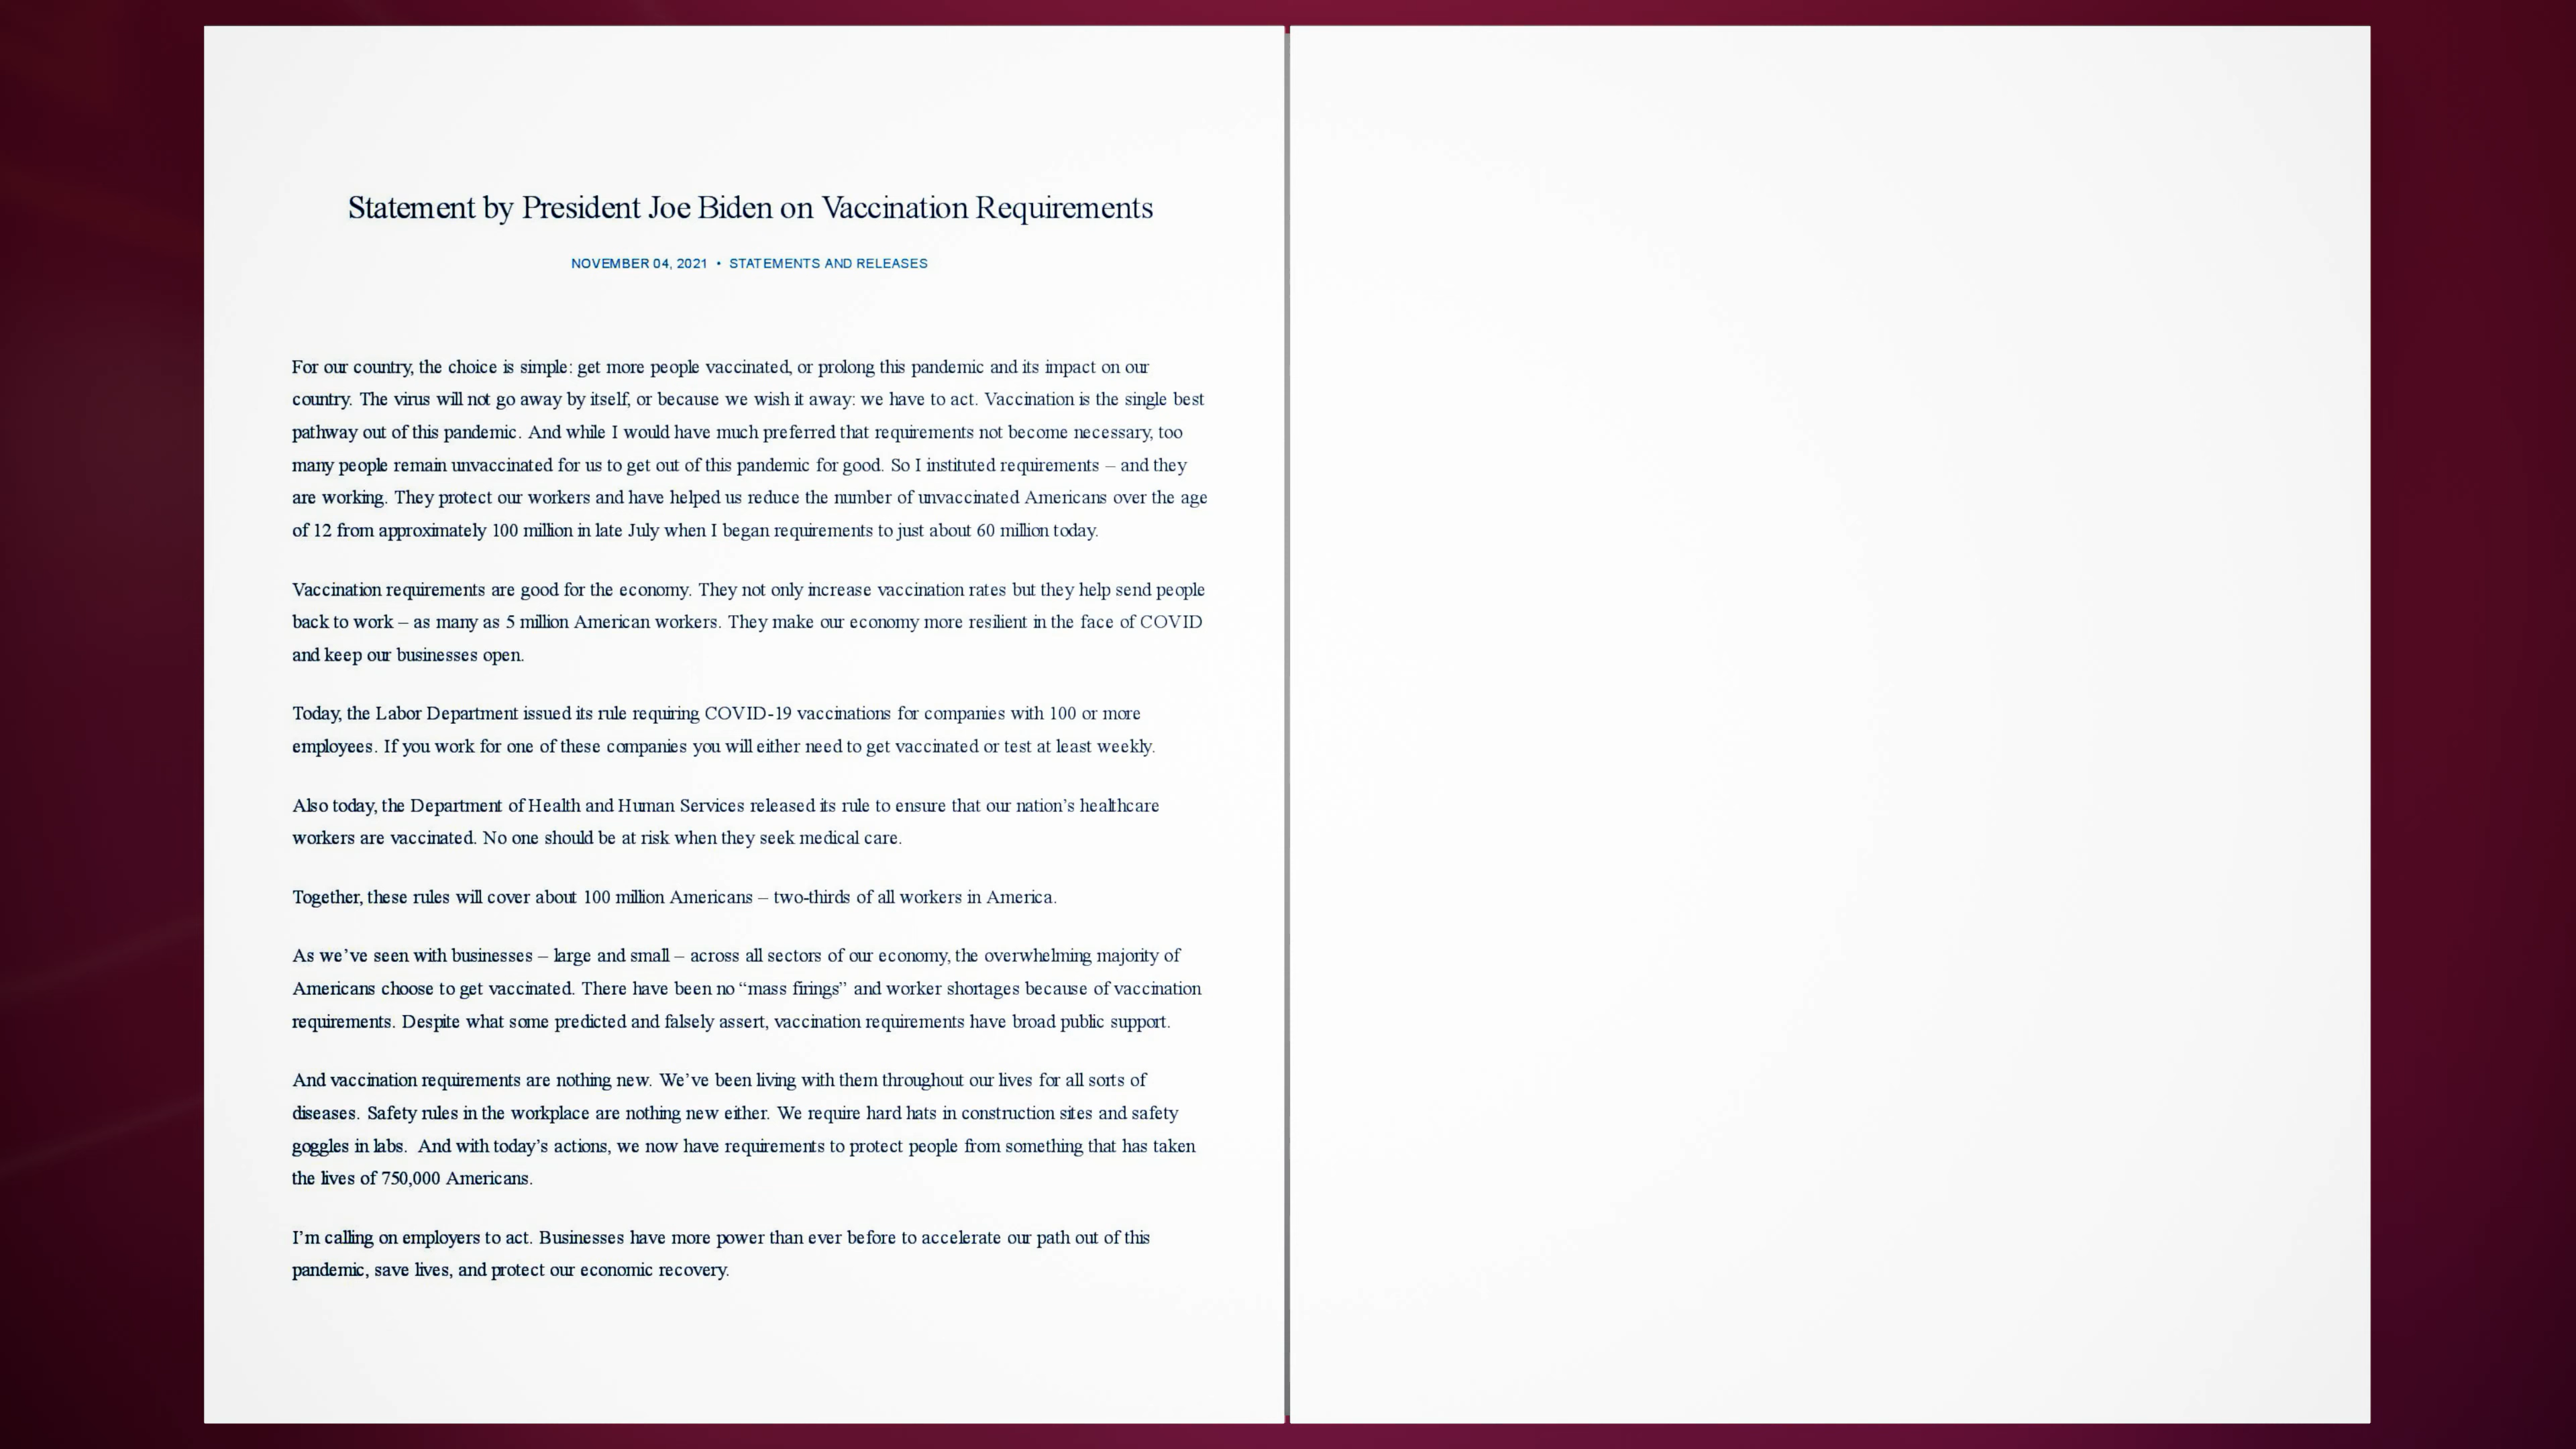 Statement by President Joe Biden on Vaccination Requirements
NOVEMBER 04, 2021 • STATEMENTS AND RELEASES
For our country, the choice is simple: get more people vaccinated, or prolong this pandemic and its impact on our
country. The virus will not go away by itself, or because we wish it away: we have to act. Vaccination is the single best
pathway out of this pandemic. And while I would have much preferred that requirements not become necessary, too
many people remain unvaccinated for us to get out of this pandemic for good. So I instituted requirements – and they
are working. They protect our workers and have helped us reduce the number of unvaccinated Americans over the age
of 12 from approximately 100 million in late July when I began requirements to just about 60 million today.
Vaccination requirements are good for the economy. They not only increase vaccination rates but they help send people
back to work – as many as 5 million American workers. They make our economy more resilient in the face of COVID
and keep our businesses open.
Today, the Labor Department issued its rule requiring COVID-19 vaccinations for companies with 100 or more
employees. If you work for one of these companies you will either need to get vaccinated or test at least weekly.
Also today, the Department of Health and Human Services released its rule to ensure that our nation’s healthcare
workers are vaccinated. No one should be at risk when they seek medical care.
Together, these rules will cover about 100 million Americans – two-thirds of all workers in America.
As we’ve seen with businesses – large and small – across all sectors of our economy, the overwhelming majority of
Americans choose to get vaccinated. There have been no “mass firings” and worker shortages because of vaccination
requirements. Despite what some predicted and falsely assert, vaccination requirements have broad public support.
And vaccination requirements are nothing new. We’ve been living with them throughout our lives for all sorts of
diseases. Safety rules in the workplace are nothing new either. We require hard hats in construction sites and safety
goggles in labs.  And with today’s actions, we now have requirements to protect people from something that has taken
the lives of 750,000 Americans.
I’m calling on employers to act. Businesses have more power than ever before to accelerate our path out of this
pandemic, save lives, and protect our economic recovery.